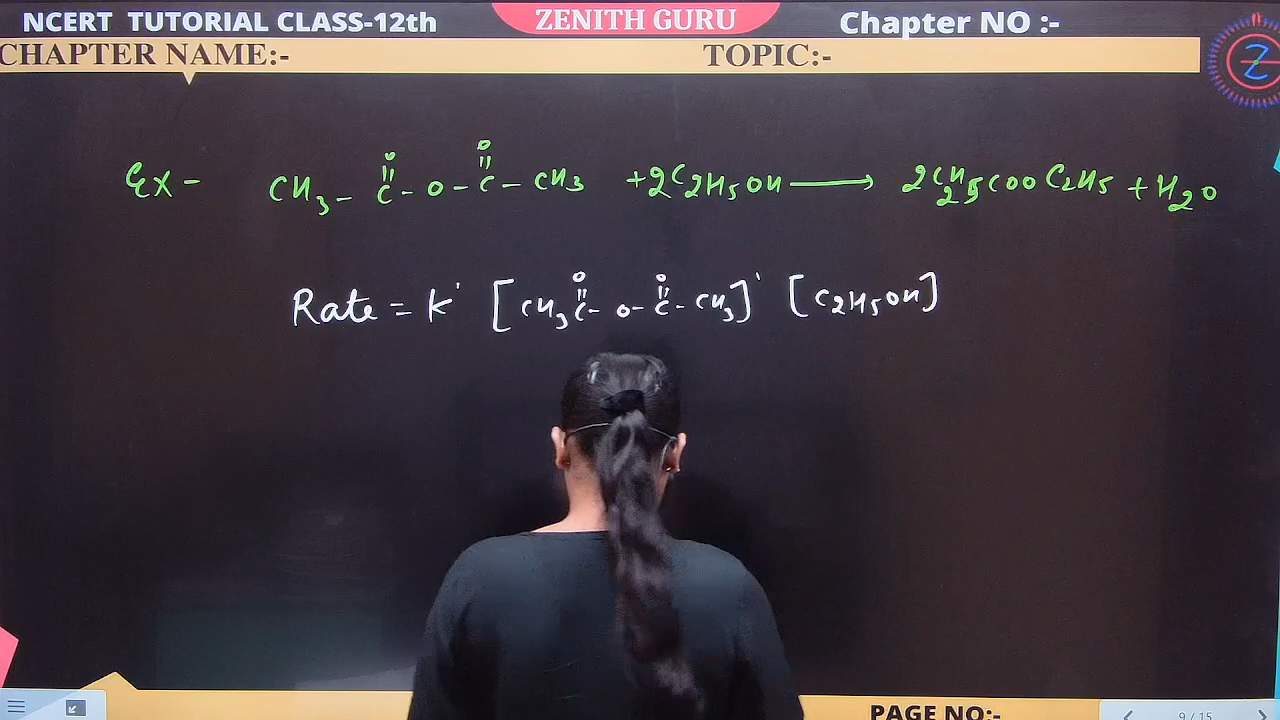 NCERT TUTORIAL CLASS-12th ZENITH GURU Chapter NO :-
CHAPTER NAME:- TOPIC:-
Ex - CH3 - C(=O) - O - C(=O) - CH3 + 2C2H5OH ⟶ 2C2H5COOC2H5 + H2O
Rate = k' [CH3 C(=O) - O - C(=O) - CH3]' [C2H5OH]
PAGE NO:- 9 / 15